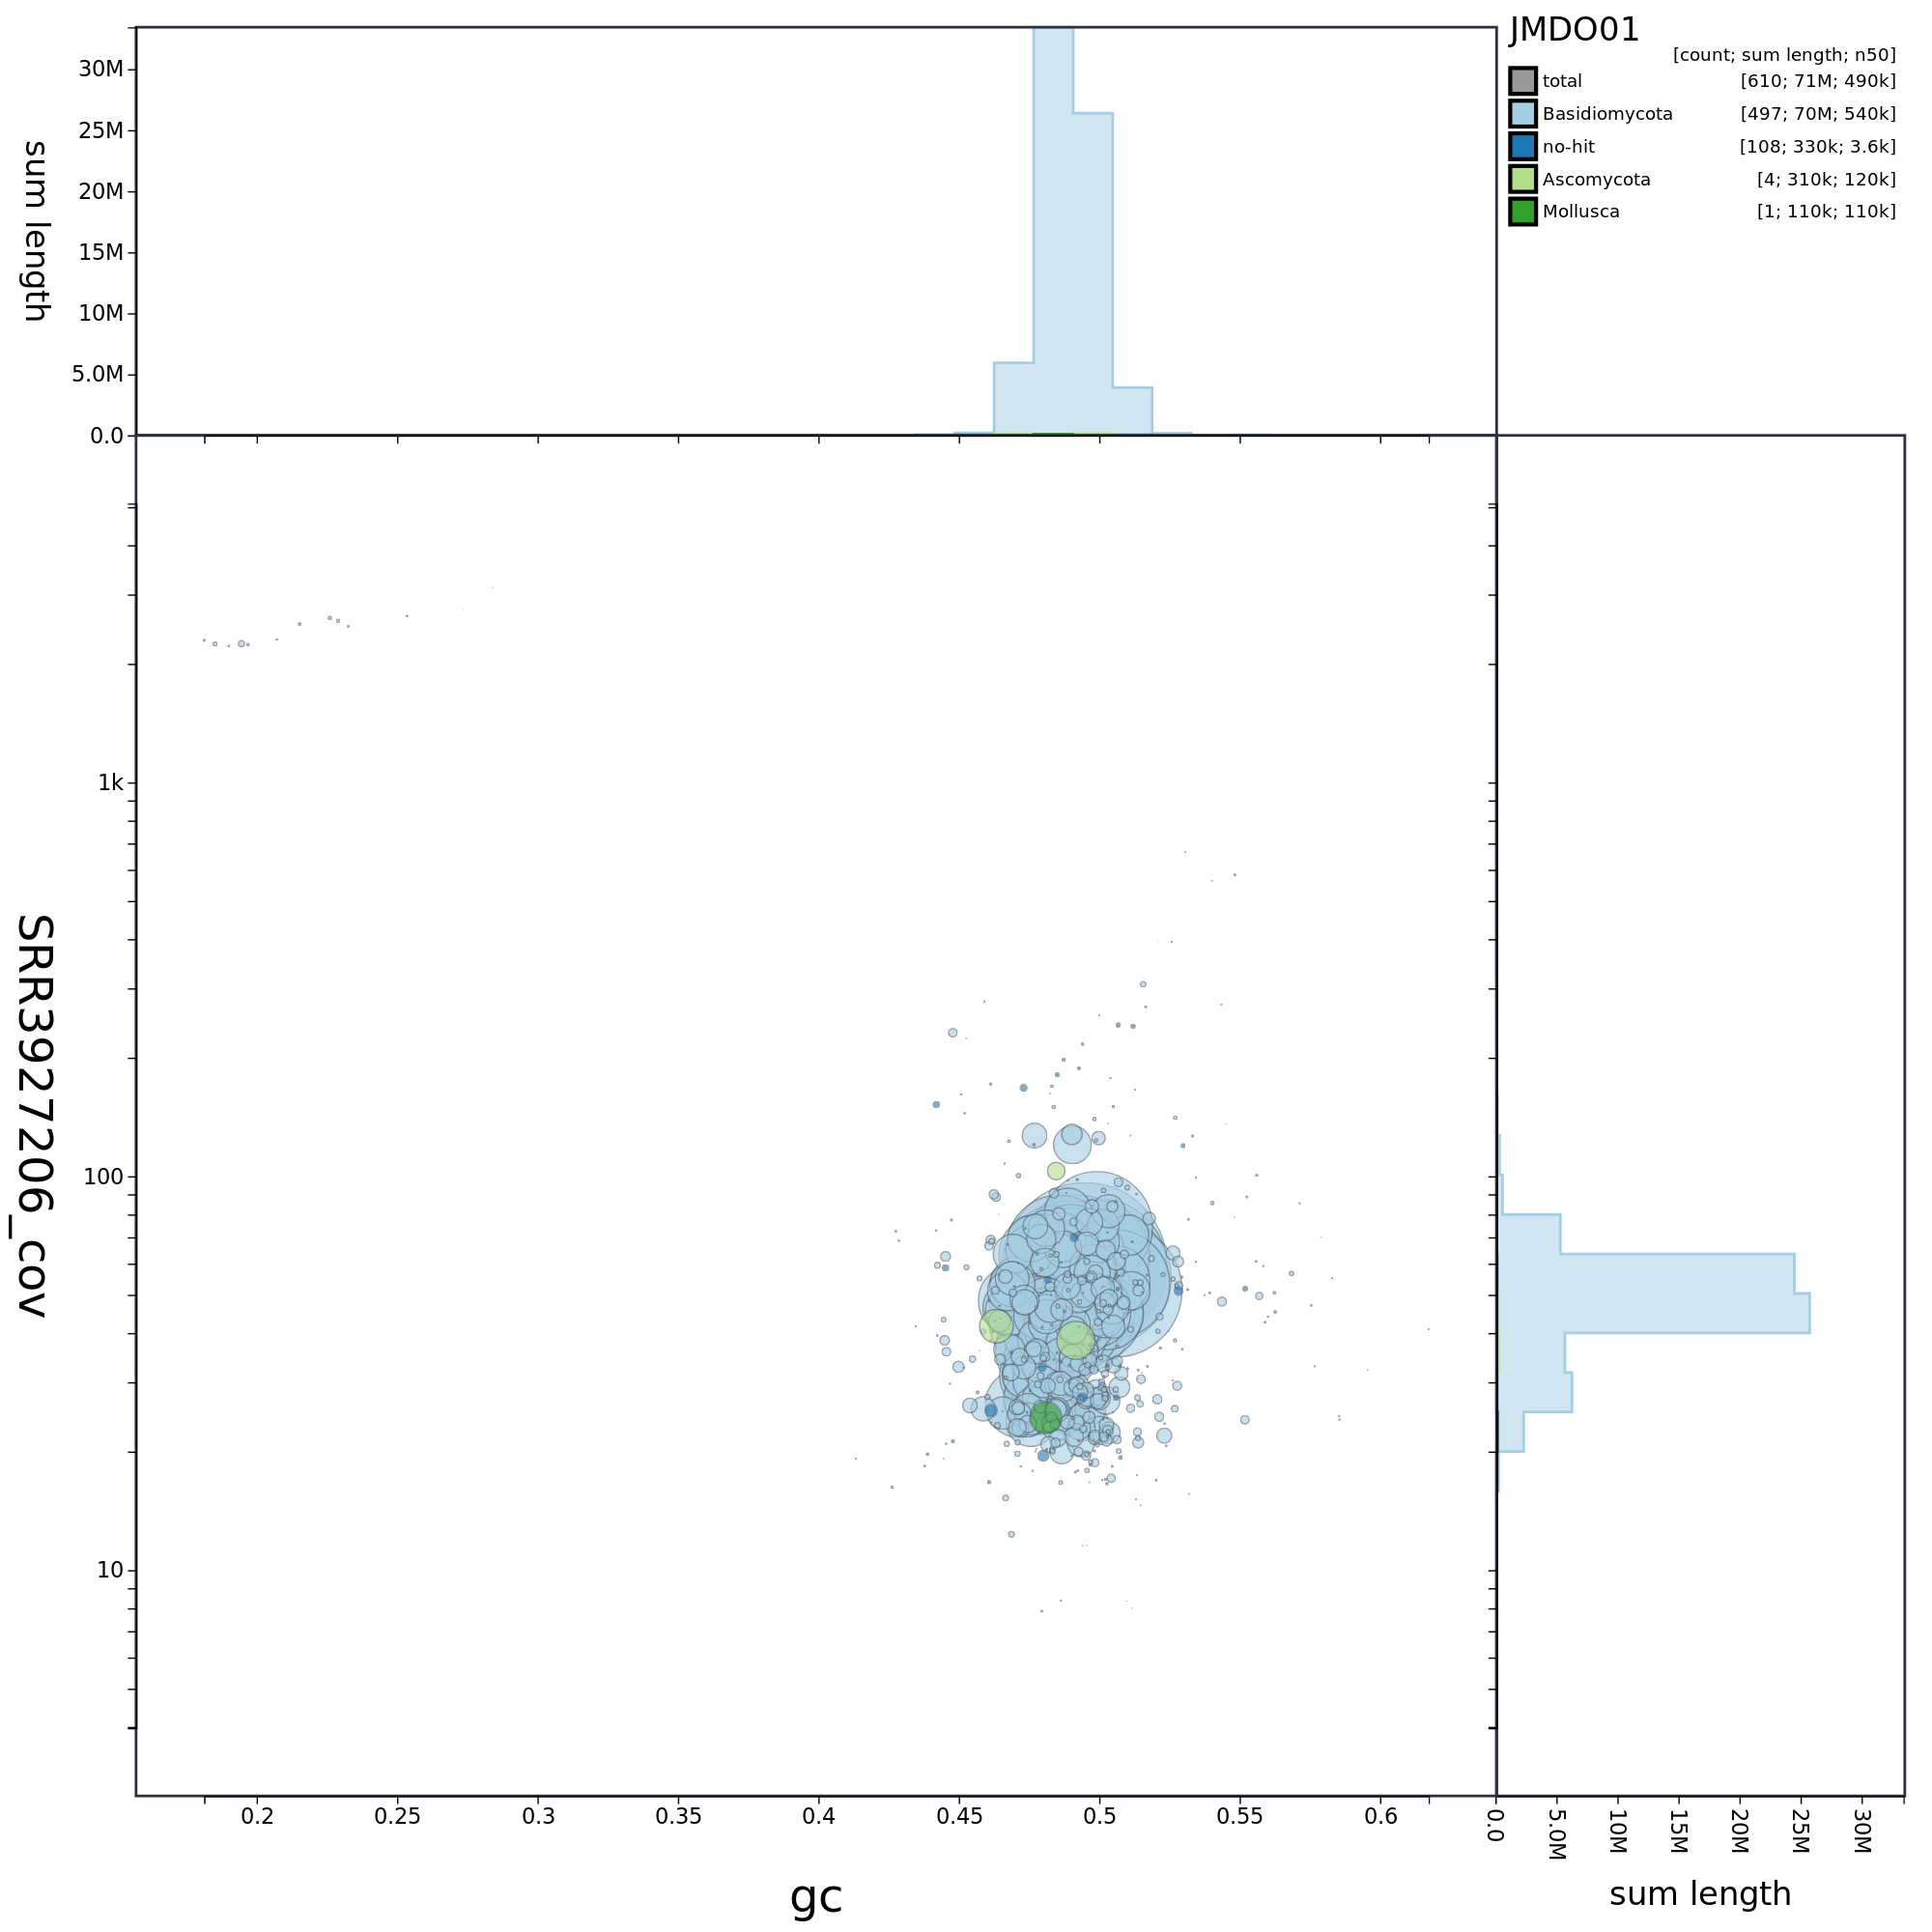 JMDO01
[count; sum length; n50]
total [610; 71M; 490k]
Basidiomycota [497; 70M; 540k]
no-hit [108; 330k; 3.6k]
Ascomycota [4; 310k; 120k]
Mollusca [1; 110k; 110k]
sum length
30M
25M
20M
15M
10M
5.0M
0.0
SRR3927206_cov
1k
100
10
0.2 0.25 0.3 0.35 0.4 0.45 0.5 0.55 0.6
gc
0.0 5.0M 10M 15M 20M 25M 30M
sum length